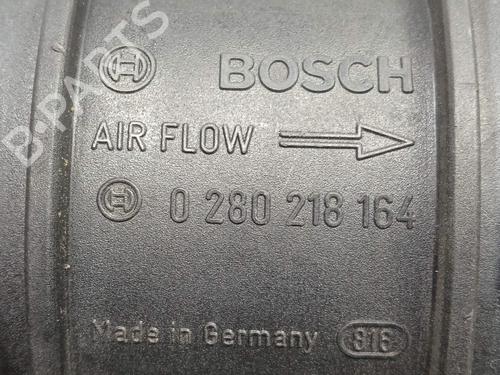 BOSCH
AIR FLOW
0 280 218 164
Made in Germany 816
B-PARTS